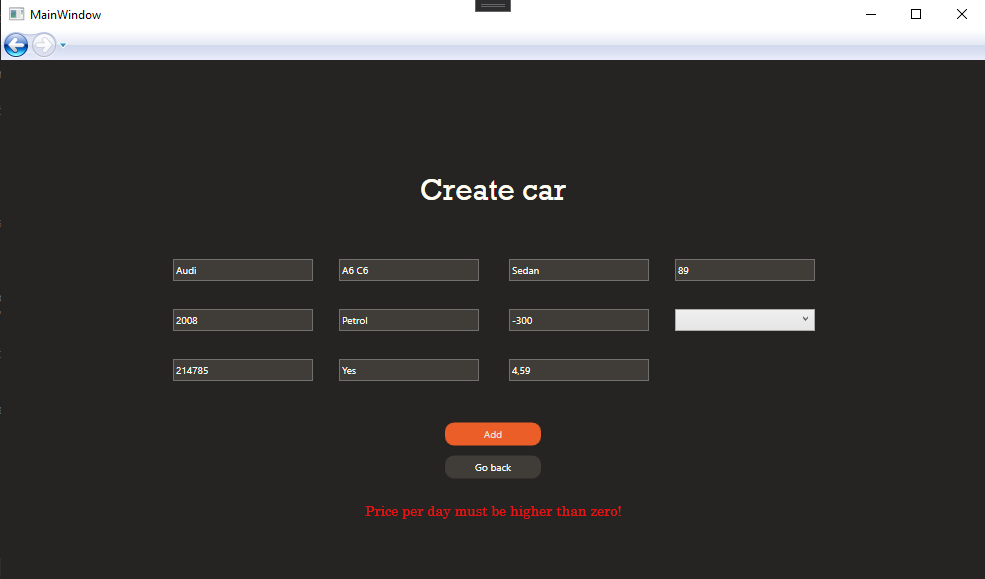 MainWindow
Create car
Audi A6 C6 Sedan 89
2008 Petrol -300
214785 Yes 4,59
Add
Go back
Price per day must be higher than zero!